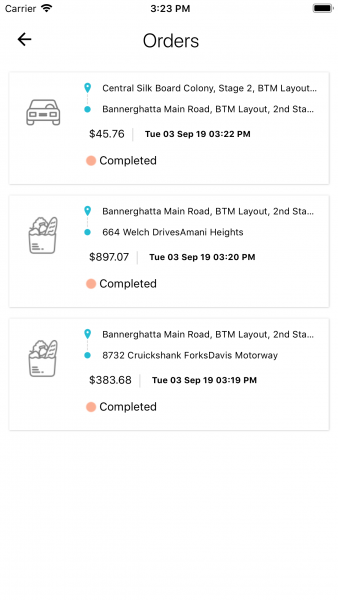 Carrier 3:23 PM
Orders
Central Silk Board Colony, Stage 2, BTM Layout...
Bannerghatta Main Road, BTM Layout, 2nd Sta...
$45.76 Tue 03 Sep 19 03:22 PM
Completed
Bannerghatta Main Road, BTM Layout, 2nd Sta...
664 Welch DrivesAmani Heights
$897.07 Tue 03 Sep 19 03:20 PM
Completed
Bannerghatta Main Road, BTM Layout, 2nd Sta...
8732 Cruickshank ForksDavis Motorway
$383.68 Tue 03 Sep 19 03:19 PM
Completed